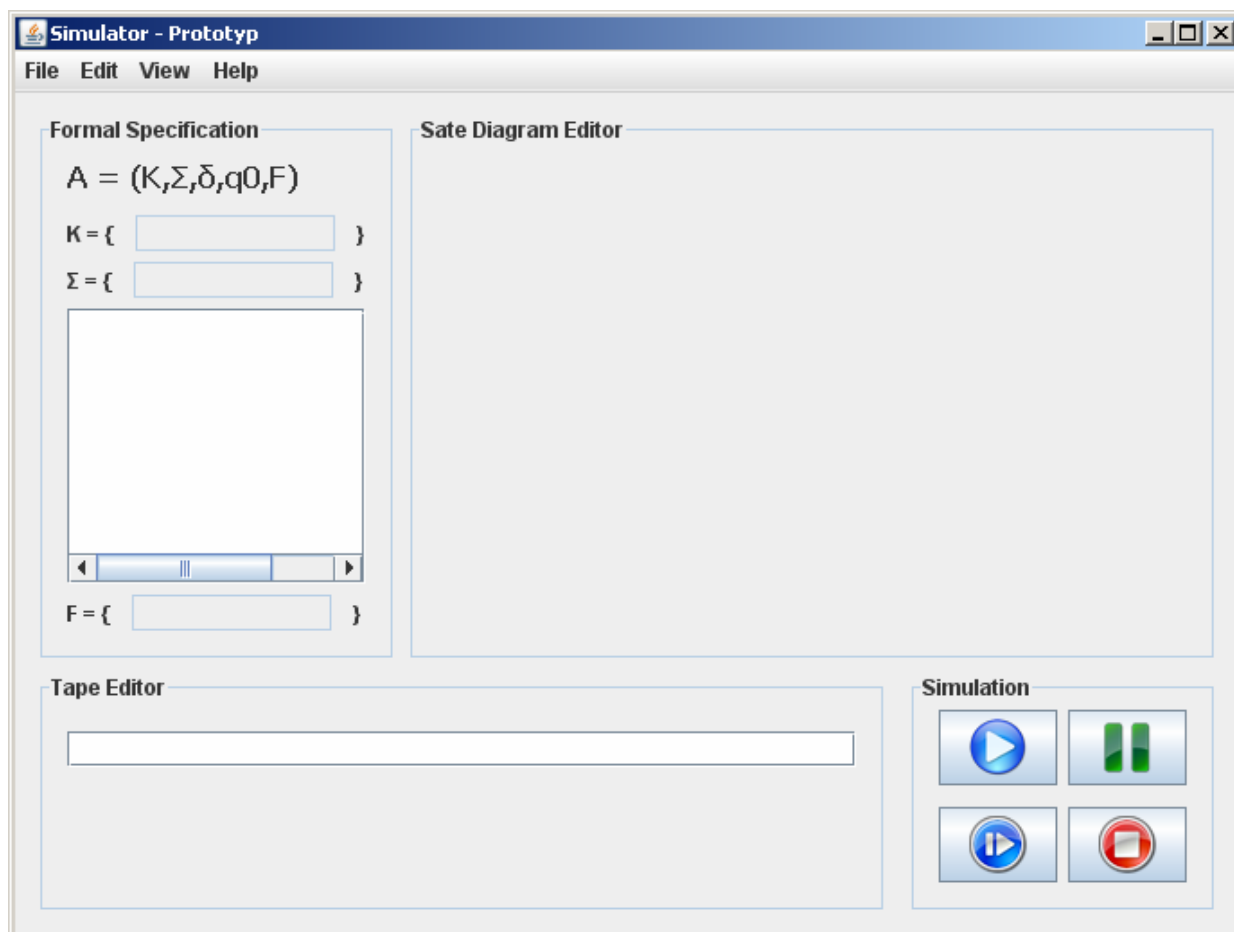 Simulator - Prototyp
File Edit View Help
Formal Specification
A = (K,Σ,δ,q0,F)
K = { }
Σ = { }
F = { }
Sate Diagram Editor
Tape Editor
Simulation